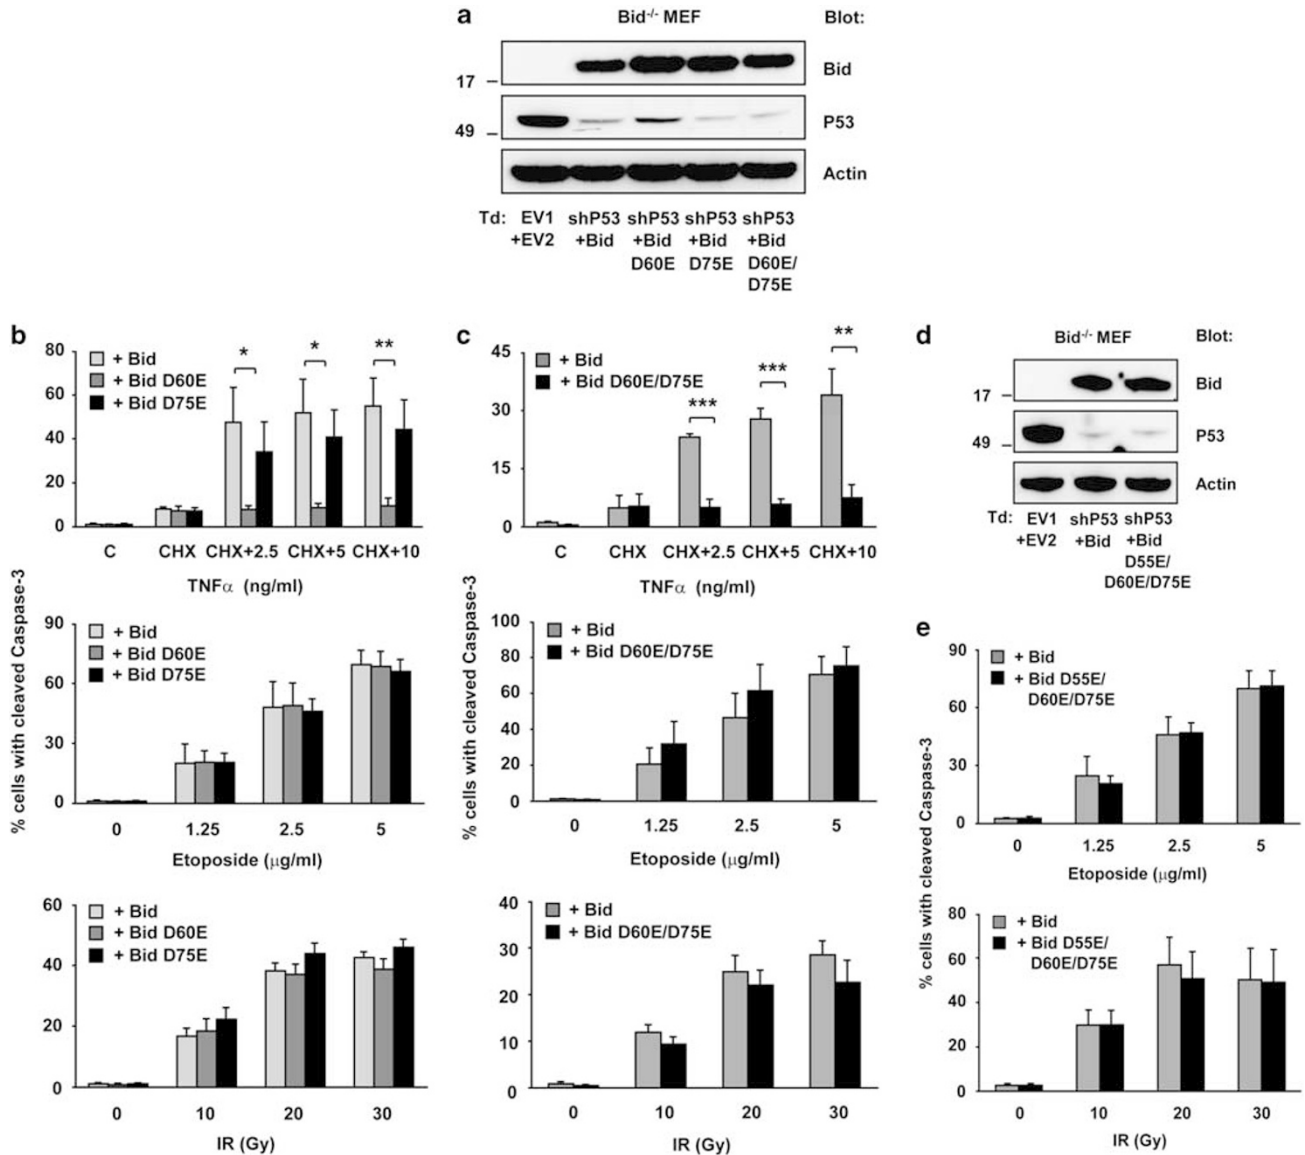 a
Bid-/- MEF
Blot:
Bid
17
P53
49
Actin
Td: EV1 shP53 shP53 shP53 shP53
+EV2 +Bid +Bid +Bid +Bid
D60E D75E D60E/
D75E
b
80
60
40
20
0
+ Bid
+ Bid D60E
+ Bid D75E
* * **
C CHX CHX+2.5 CHX+5 CHX+10
TNFα (ng/ml)
% cells with cleaved Caspase-3
90
60
30
0
+ Bid
+ Bid D60E
+ Bid D75E
0 1.25 2.5 5
Etoposide (μg/ml)
60
40
20
0
+ Bid
+ Bid D60E
+ Bid D75E
0 10 20 30
IR (Gy)
c
45
30
15
0
+ Bid
+ Bid D60E/D75E
*** *** **
C CHX CHX+2.5 CHX+5 CHX+10
TNFα (ng/ml)
% cells with cleaved Caspase-3
100
80
60
40
20
0
+ Bid
+ Bid D60E/D75E
0 1.25 2.5 5
Etoposide (μg/ml)
40
30
20
10
0
+ Bid
+ Bid D60E/D75E
0 10 20 30
IR (Gy)
d
Bid-/- MEF
Blot:
Bid
17
P53
49
Actin
Td: EV1 shP53 shP53
+EV2 +Bid +Bid
D55E/
D60E/D75E
e
90
60
30
0
+ Bid
+ Bid D55E/
D60E/D75E
0 1.25 2.5 5
Etoposide (μg/ml)
% cells with cleaved Caspase-3
80
60
40
20
0
+ Bid
+ Bid D55E/
D60E/D75E
0 10 20 30
IR (Gy)